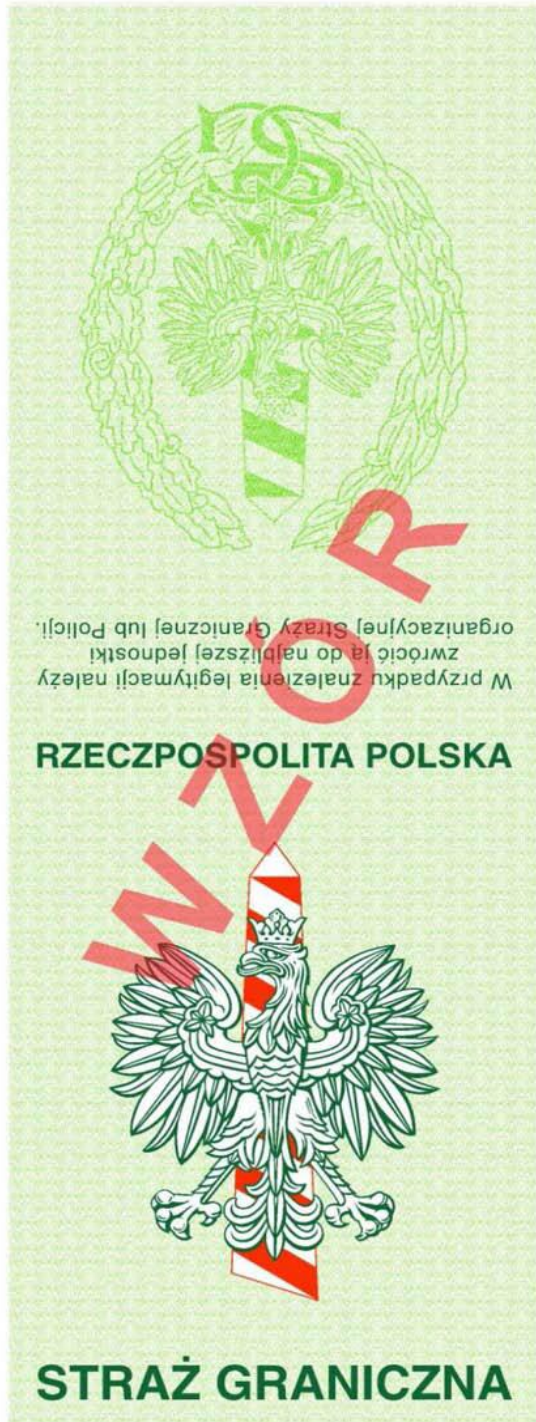 SG
W przypadku znalezienia legitymacji należy
zwrócić ją do najbliższej jednostki
organizacyjnej Straży Granicznej lub Policji.
RZECZPOSPOLITA POLSKA
WZÓR
STRAŻ GRANICZNA